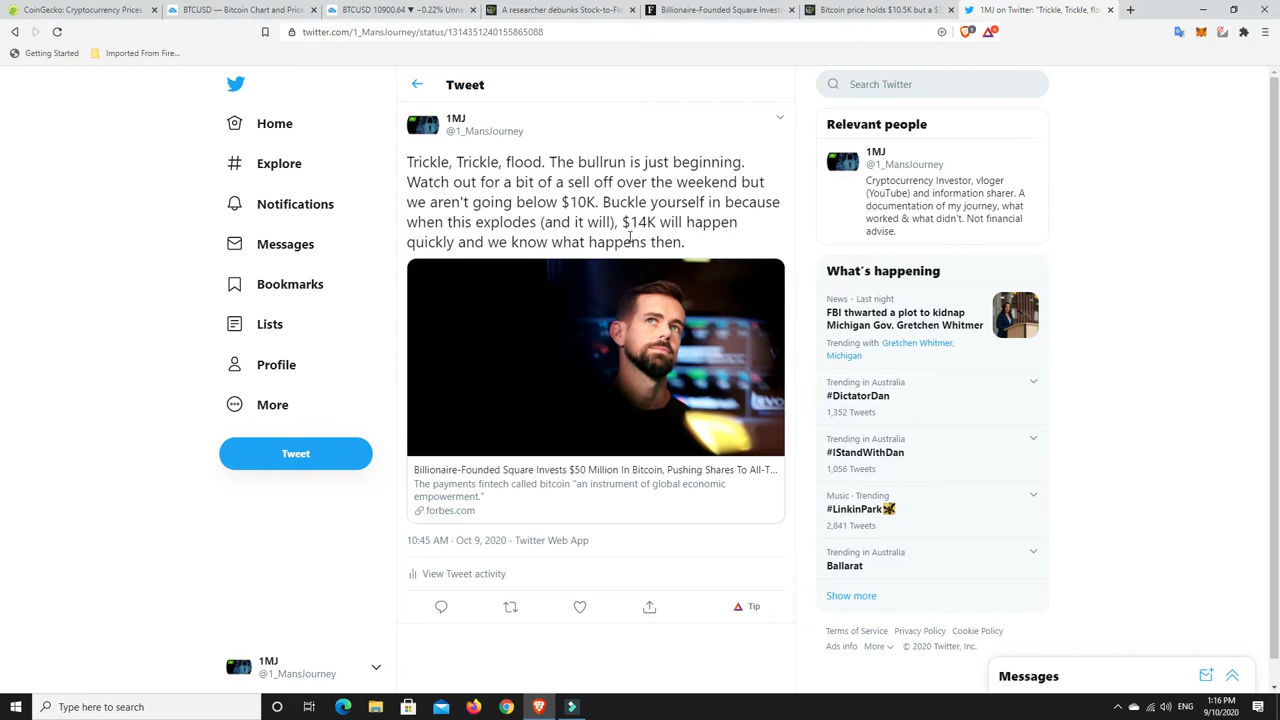 CoinGecko: Cryptocurrency Prices
BTCUSD — Bitcoin Chart and Price
BTCUSD 10900.64 ▼ −0.22% Unna
A researcher debunks Stock-to-Flo
Billionaire-Founded Square Invests
Bitcoin price holds $10.5K but a $3
1MJ on Twitter: "Trickle, Trickle, flo
twitter.com/1_MansJourney/status/1314351240155865088
Getting Started
Imported From Fire...
Home
Explore
Notifications
Messages
Bookmarks
Lists
Profile
More
Tweet
1MJ
@1_MansJourney
Tweet
1MJ
@1_MansJourney
Trickle, Trickle, flood. The bullrun is just beginning.
Watch out for a bit of a sell off over the weekend but
we aren't going below $10K. Buckle yourself in because
when this explodes (and it will), $14K will happen
quickly and we know what happens then.
Billionaire-Founded Square Invests $50 Million In Bitcoin, Pushing Shares To All-T...
The payments fintech called bitcoin "an instrument of global economic
empowerment."
forbes.com
10:45 AM · Oct 9, 2020 · Twitter Web App
View Tweet activity
Tip
Search Twitter
Relevant people
1MJ
@1_MansJourney
Cryptocurrency Investor, vloger
(YouTube) and information sharer. A
documentation of my journey, what
worked & what didn't. Not financial
advise.
What's happening
News · Last night
FBI thwarted a plot to kidnap
Michigan Gov. Gretchen Whitmer
Trending with Gretchen Whitmer,
Michigan
Trending in Australia
#DictatorDan
1,352 Tweets
Trending in Australia
#IStandWithDan
1,056 Tweets
Music · Trending
#LinkinPark
2,841 Tweets
Trending in Australia
Ballarat
Show more
Terms of Service Privacy Policy Cookie Policy
Ads info More © 2020 Twitter, Inc.
Messages
Type here to search
ENG
1:16 PM
9/10/2020